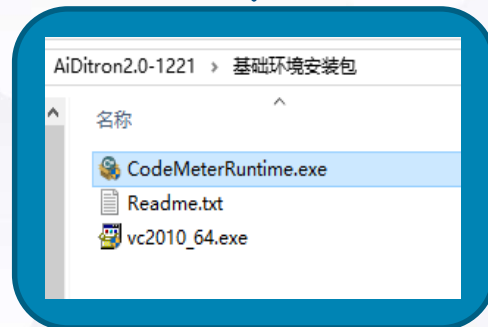 AiDitron2.0-1221 > 基础环境安装包
名称
CodeMeterRuntime.exe
Readme.txt
vc2010_64.exe